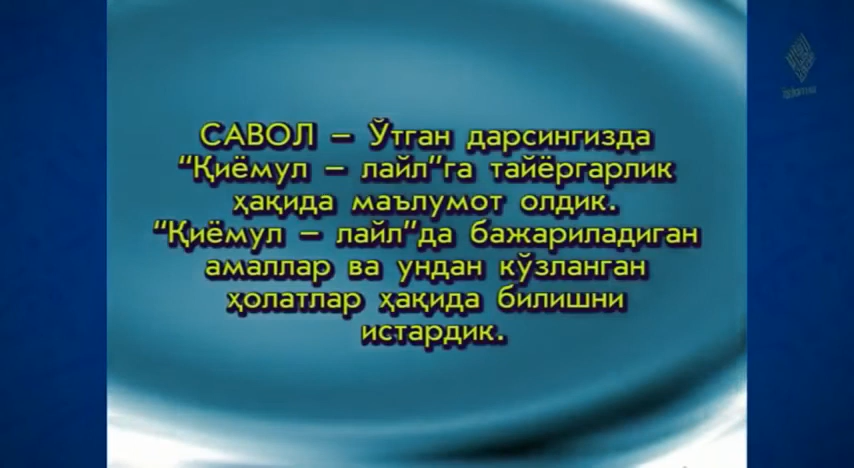 САВОЛ – Ўтган дарсингизда
“Қиёмул – лайл”га тайёргарлик
ҳақида маълумот олдик.
“Қиёмул – лайл”да бажариладиган
амаллар ва ундан кўзланган
ҳолатлар ҳақида билишни
истардик.